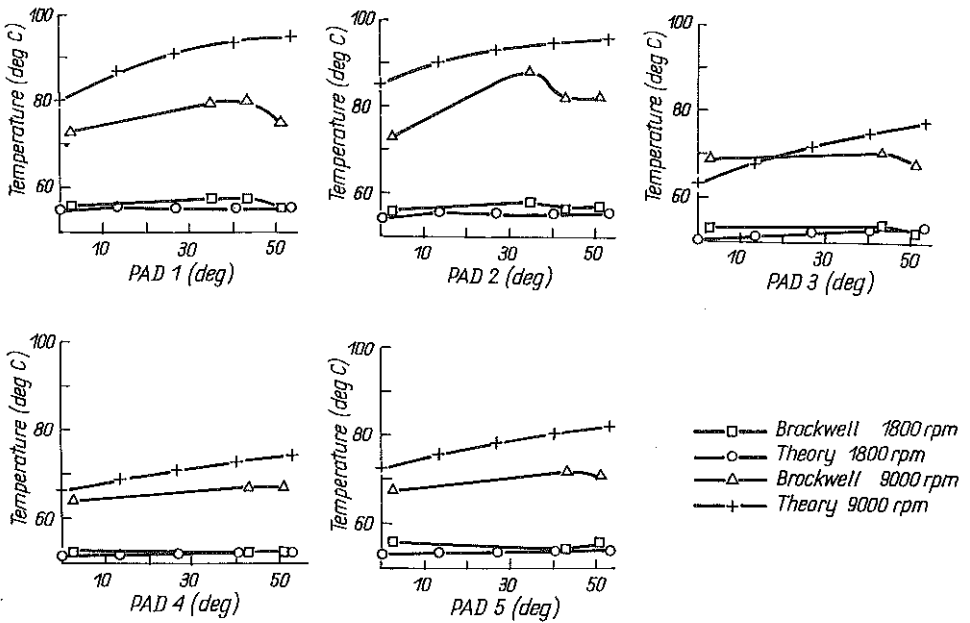 Temperature (deg C)
100
80
60
10 30 50
PAD 1 (deg)
Temperature (deg C)
100
80
60
10 30 50
PAD 2 (deg)
Temperature (deg C)
100
80
60
10 30 50
PAD 3 (deg)
Temperature (deg C)
100
80
60
10 30 50
PAD 4 (deg)
Temperature (deg C)
100
80
60
10 30 50
PAD 5 (deg)
Brockwell 1800 rpm
Theory 1800 rpm
Brockwell 9000 rpm
Theory 9000 rpm